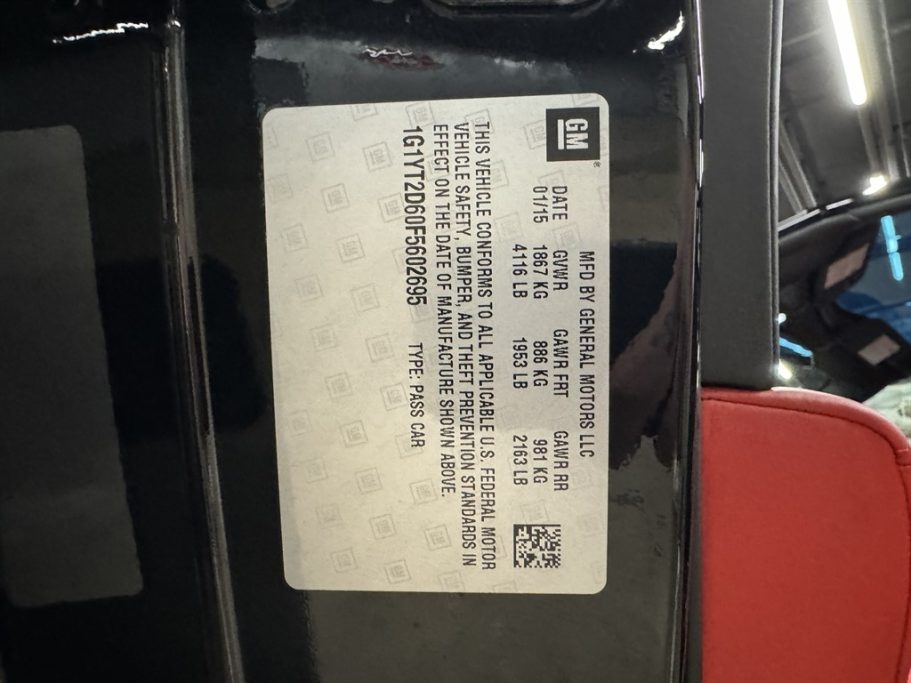 GM®
MFD BY GENERAL MOTORS LLC
DATE GVWR GAWR FRT GAWR RR
01/15 1867 KG 886 KG 981 KG
4116 LB 1953 LB 2163 LB
THIS VEHICLE CONFORMS TO ALL APPLICABLE U.S. FEDERAL MOTOR
VEHICLE SAFETY, BUMPER, AND THEFT PREVENTION STANDARDS IN
EFFECT ON THE DATE OF MANUFACTURE SHOWN ABOVE.
1G1YT2D60F5602695 TYPE: PASS CAR